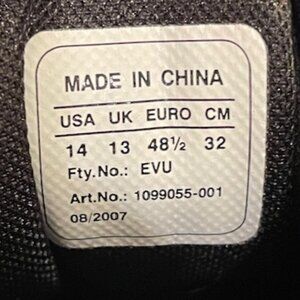 MADE IN CHINA
USA UK EURO CM
14 13 48½ 32
Fty.No.: EVU
Art.No.: 1099055-001
08/2007